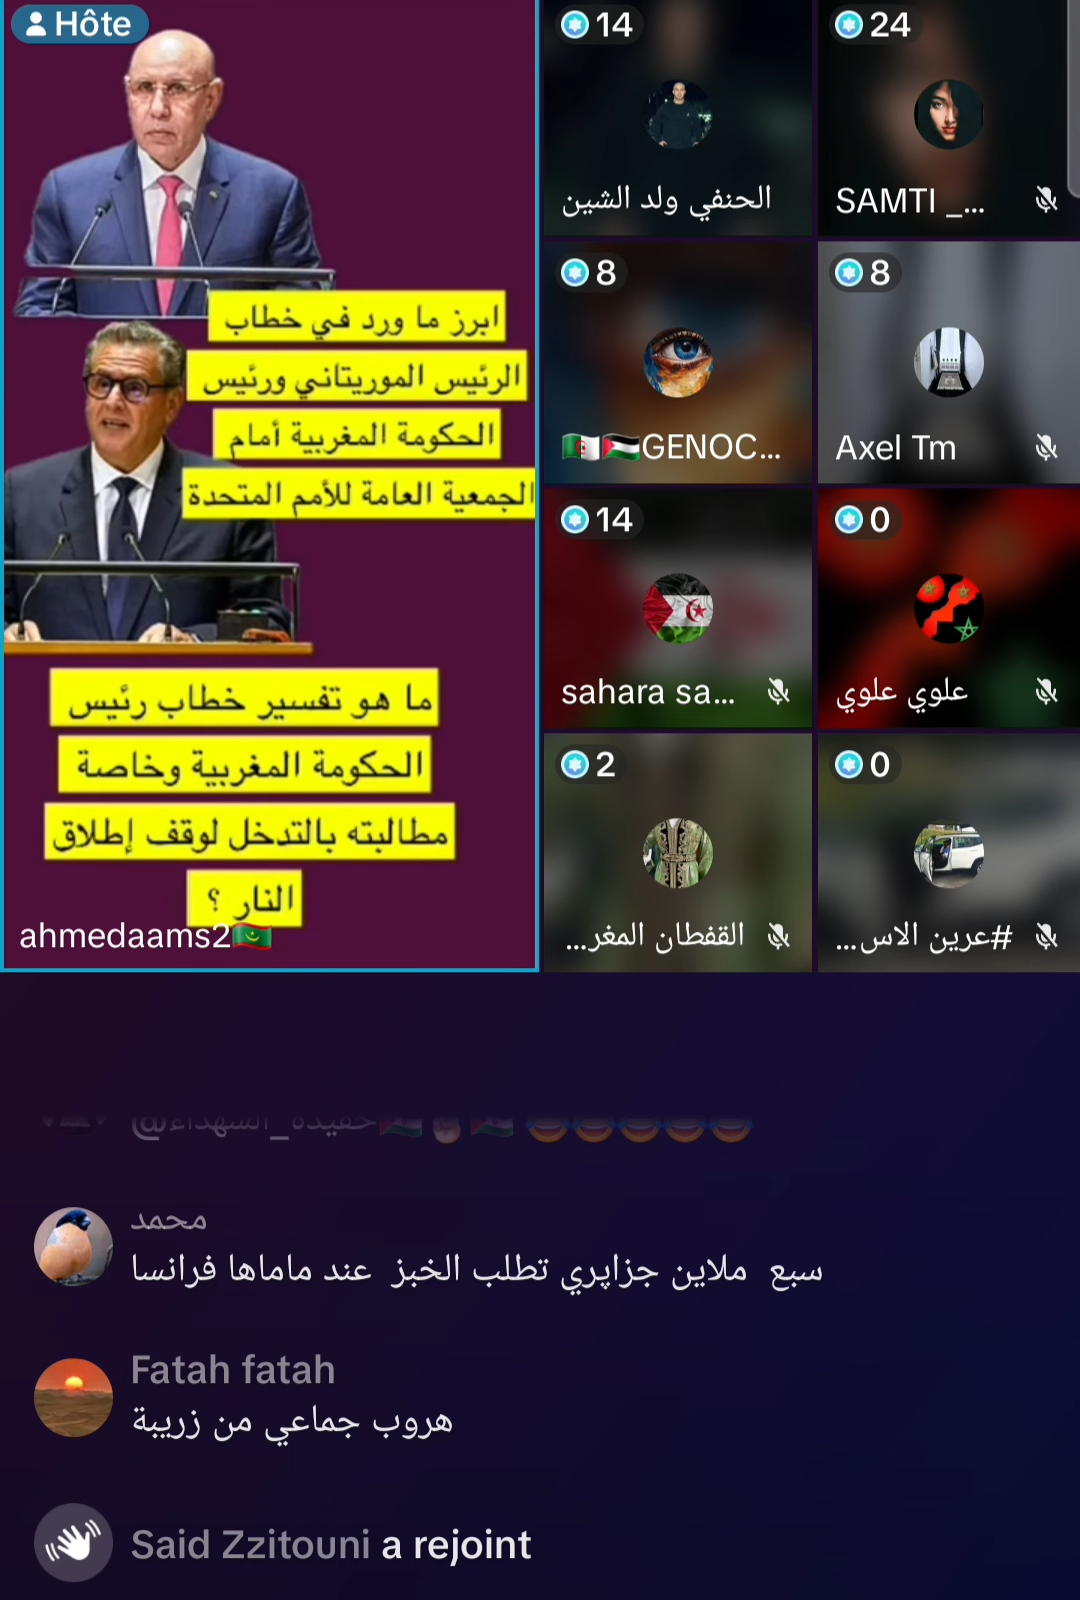 Hôte
ابرز ما ورد في خطاب
الرئيس الموريتاني ورئيس
الحكومة المغربية أمام
الجمعية العامة للأمم المتحدة
ما هو تفسير خطاب رئيس
الحكومة المغربية وخاصة
مطالبته بالتدخل لوقف إطلاق
النار ؟
ahmedaams2🇲🇷
14
الحنفي ولد الشين
24
SAMTI _...
8
🇩🇿🇵🇸GENOC...
8
Axel Tm
14
sahara sa...
0
علوي علوي
2
القفطان المغر...
0
#عرين الاس...
@حفيدة_الشهداء
محمد
سبع ملاين جزاپري تطلب الخبز عند ماماها فرانسا
Fatah fatah
هروب جماعي من زريبة
Said Zzitouni a rejoint